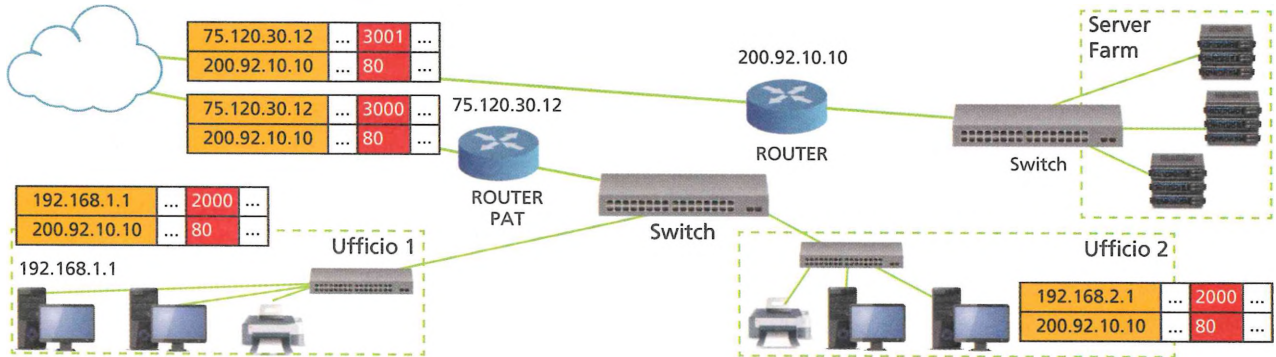 75.120.30.12 ... 3001 ...
200.92.10.10 ... 80 ...
75.120.30.12 ... 3000 ...
200.92.10.10 ... 80 ...
75.120.30.12
ROUTER
PAT
200.92.10.10
ROUTER
Server
Farm
Switch
Switch
192.168.1.1 ... 2000 ...
200.92.10.10 ... 80 ...
Ufficio 1
192.168.1.1
Ufficio 2
192.168.2.1 ... 2000 ...
200.92.10.10 ... 80 ...